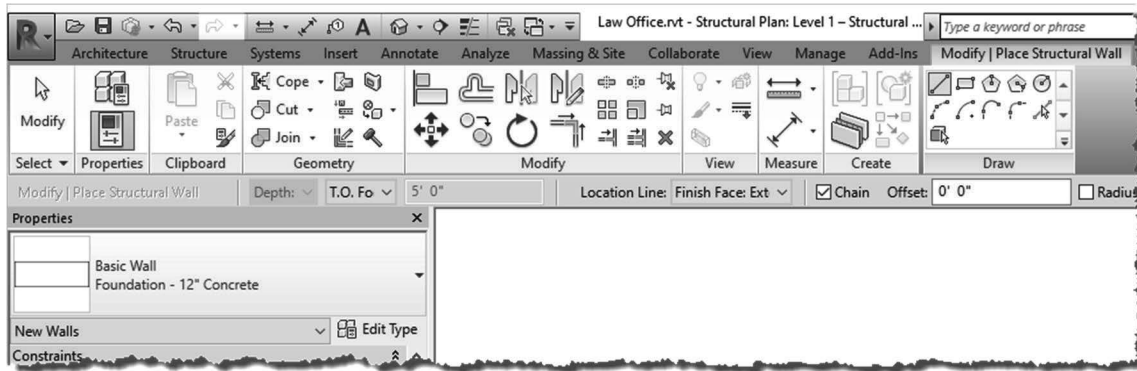 R
A
Law Office.rvt - Structural Plan: Level 1 – Structural ...
Type a keyword or phrase
Architecture Structure Systems Insert Annotate Analyze Massing & Site Collaborate View Manage Add-Ins Modify | Place Structural Wall
Modify
Paste
Cope
Cut
Join
Select Properties Clipboard Geometry Modify View Measure Create Draw
Modify | Place Structural Wall Depth: T.O. Fo 5' 0" Location Line: Finish Face: Ext Chain Offset: 0' 0" Radius
Properties
Basic Wall
Foundation - 12" Concrete
New Walls Edit Type
Constraints